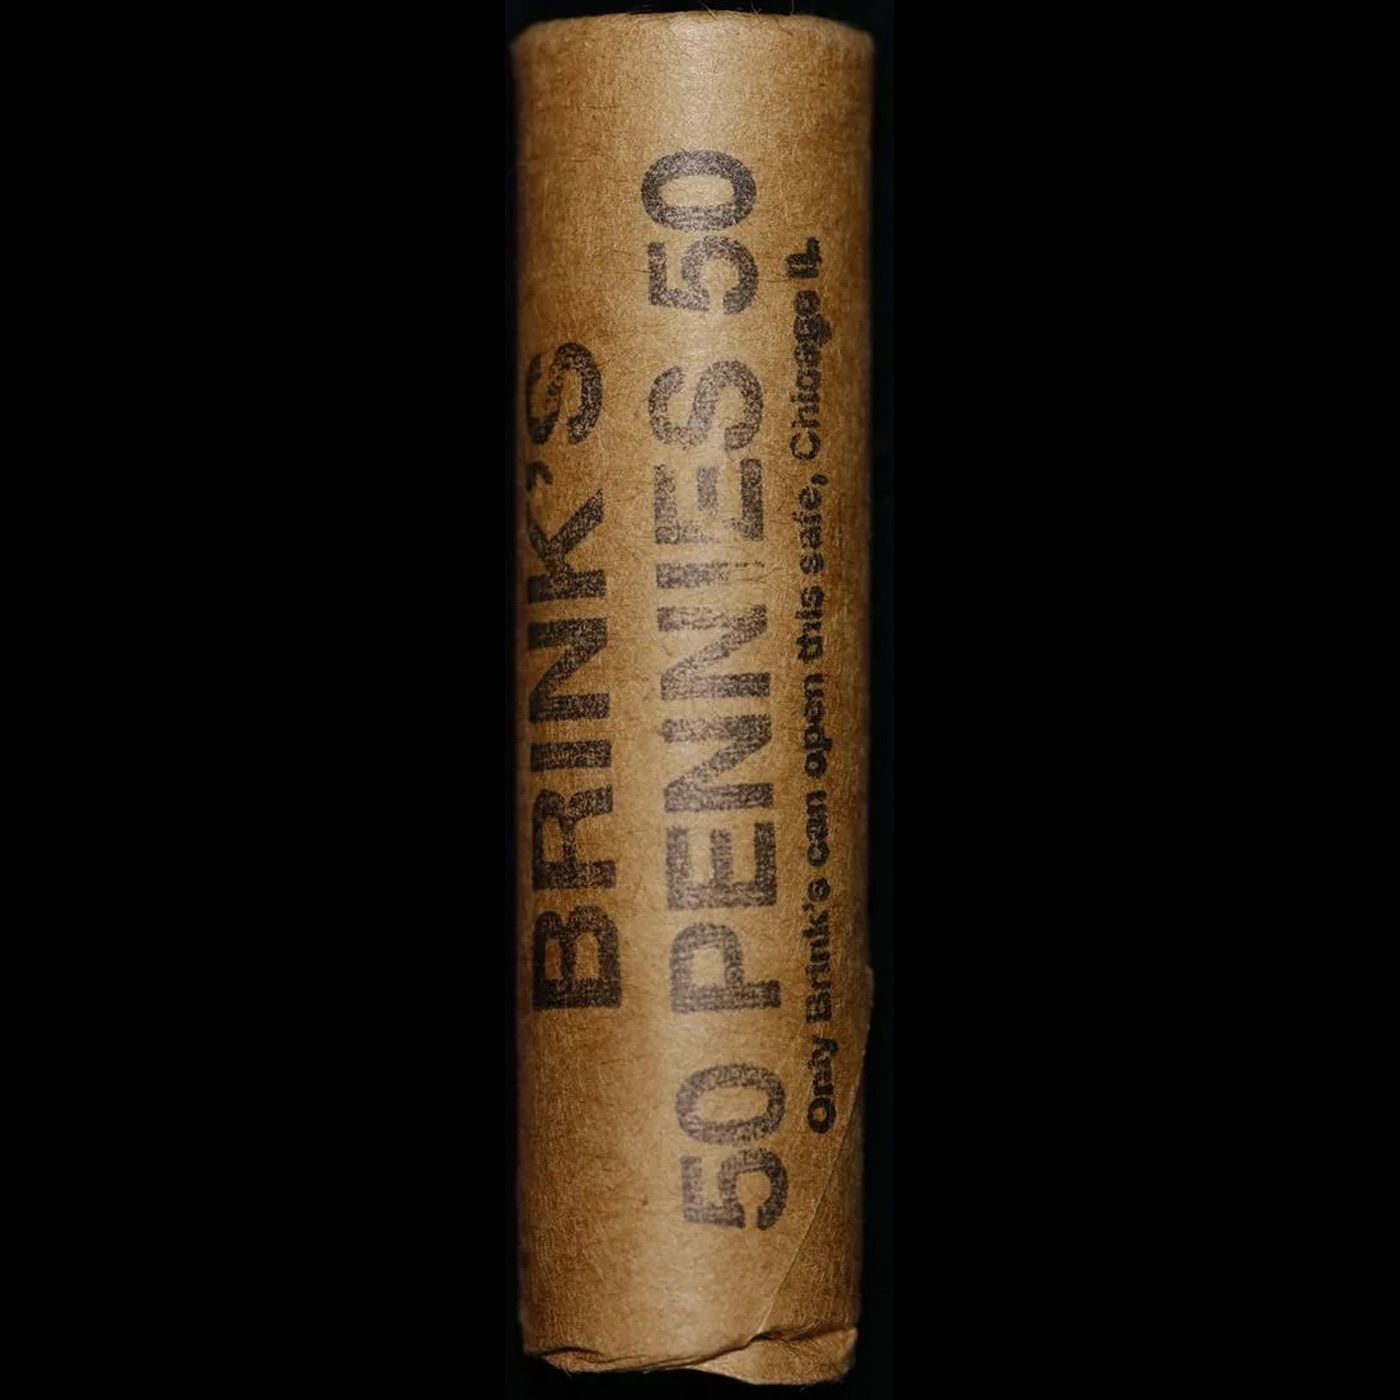 BRINK'S
50 PENNIES 50
Only Brink's can open this safe, Chicago IL